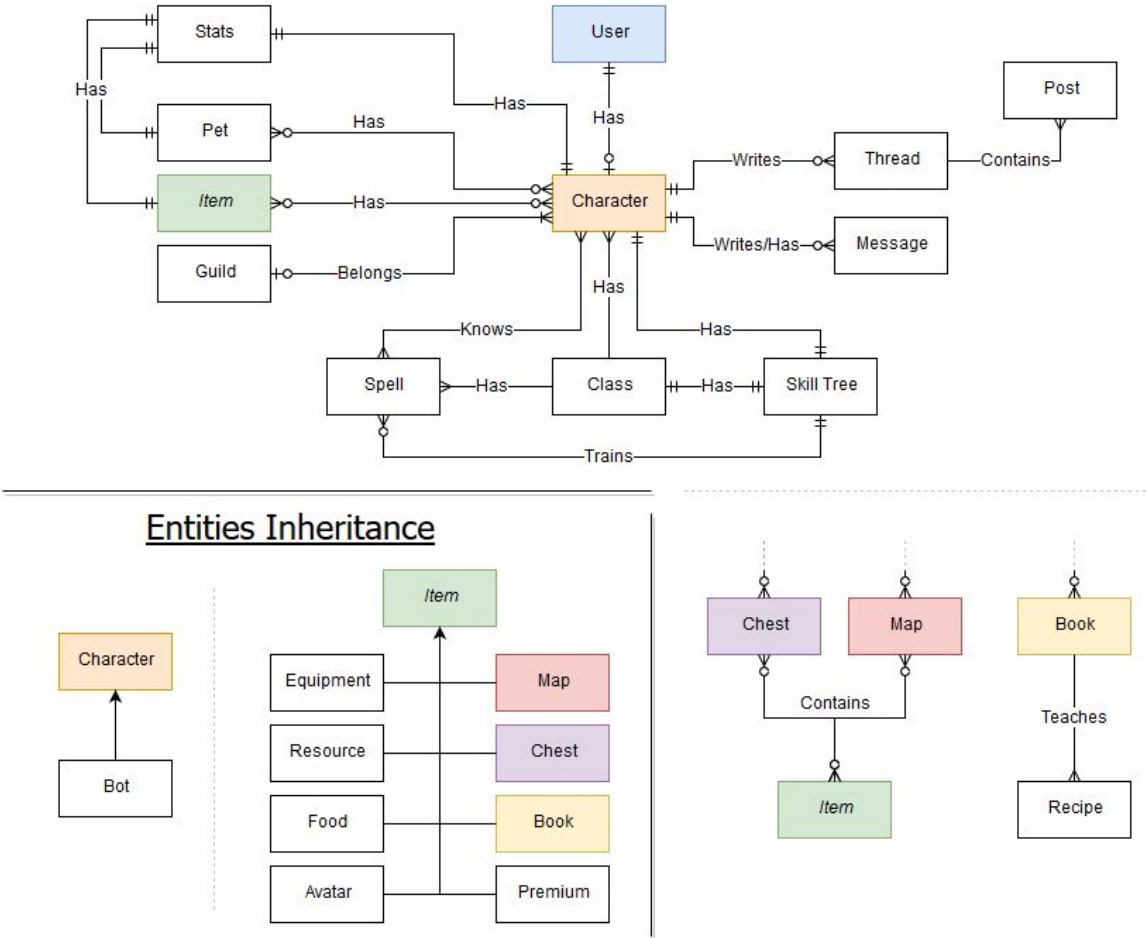 Stats
User
Has
Post
Has
Pet
Has
Has
Writes
Thread
Contains
Item
Has
Character
Guild
Belongs
Writes/Has
Message
Has
Knows
Has
Spell
Has
Class
Has
Skill Tree
Trains
Entities Inheritance
Character
Bot
Item
Equipment
Map
Resource
Chest
Food
Book
Avatar
Premium
Chest
Map
Book
Contains
Teaches
Item
Recipe